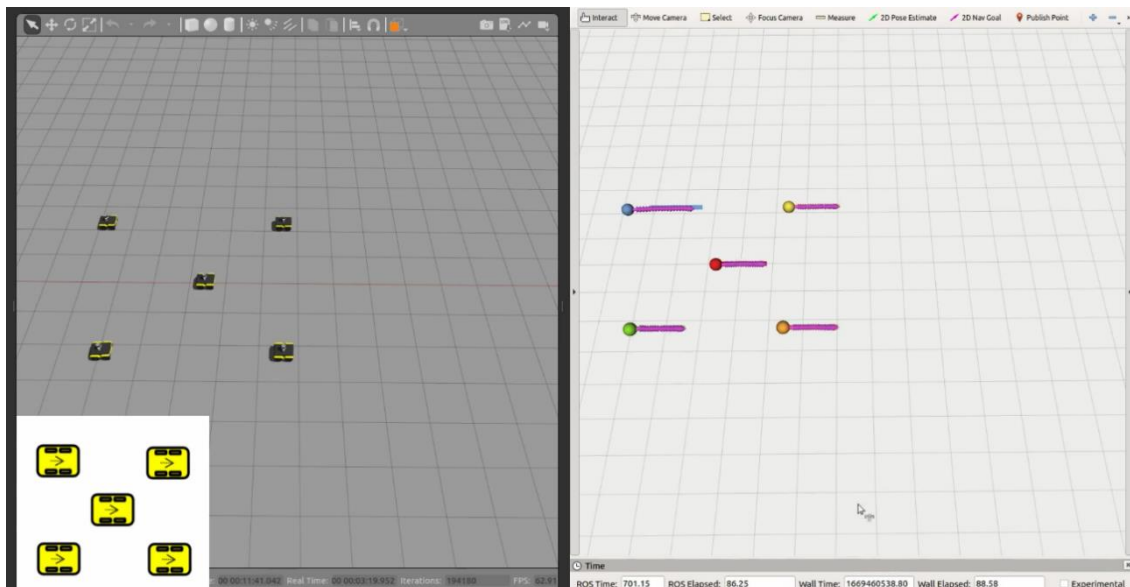 Interact Move Camera Select Focus Camera Measure 2D Pose Estimate 2D Nav Goal Publish Point
Time
00 00:11:41.042 Real Time: 00 00:03:19.952 Iterations: 194180 FPS: 62.91
ROS Time: 701.15 ROS Elapsed: 86.25 Wall Time: 1669460538.80 Wall Elapsed: 88.58 Experimental